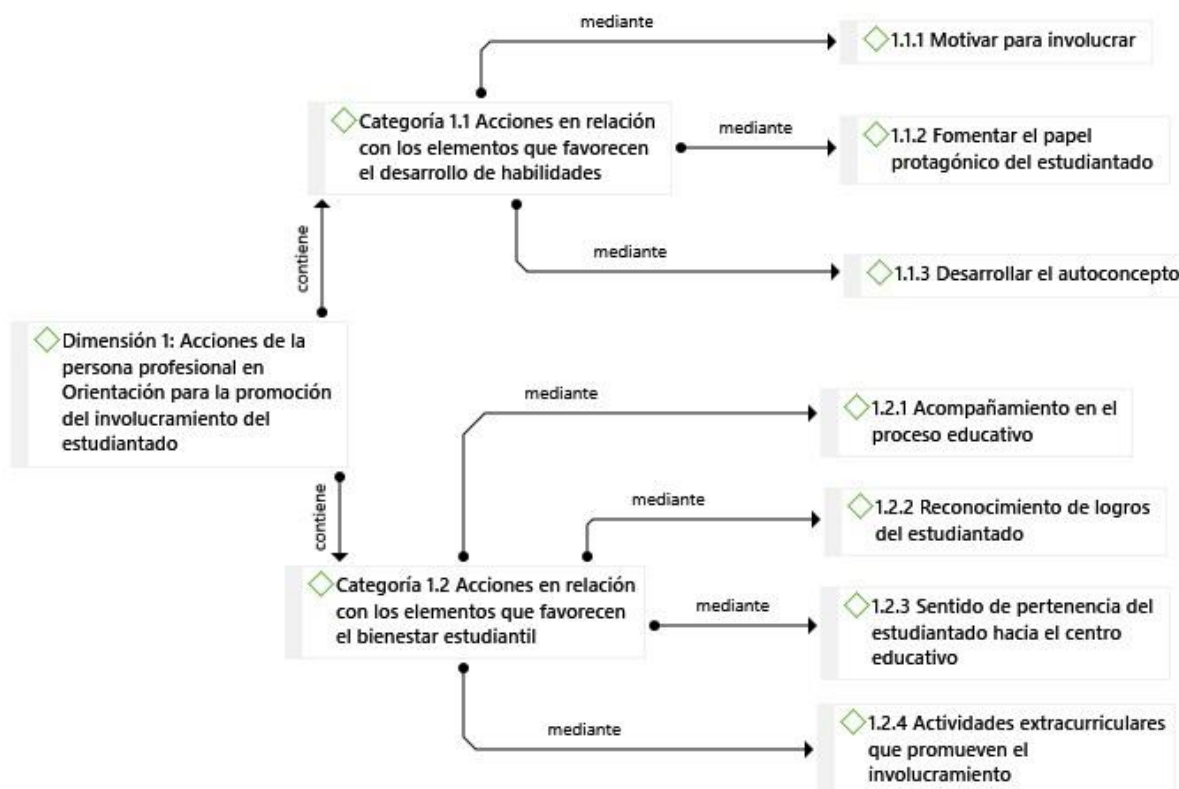 mediante
1.1.1 Motivar para involucrar
Categoría 1.1 Acciones en relación
con los elementos que favorecen
el desarrollo de habilidades
mediante
1.1.2 Fomentar el papel
protagónico del estudiantado
mediante
1.1.3 Desarrollar el autoconcepto
contiene
Dimensión 1: Acciones de la
persona profesional en
Orientación para la promoción
del involucramiento del
estudiantado
contiene
mediante
1.2.1 Acompañamiento en el
proceso educativo
mediante
1.2.2 Reconocimiento de logros
del estudiantado
Categoría 1.2 Acciones en relación
con los elementos que favorecen
el bienestar estudiantil
mediante
1.2.3 Sentido de pertenencia del
estudiantado hacia el centro
educativo
mediante
1.2.4 Actividades extracurriculares
que promueven el
involucramiento